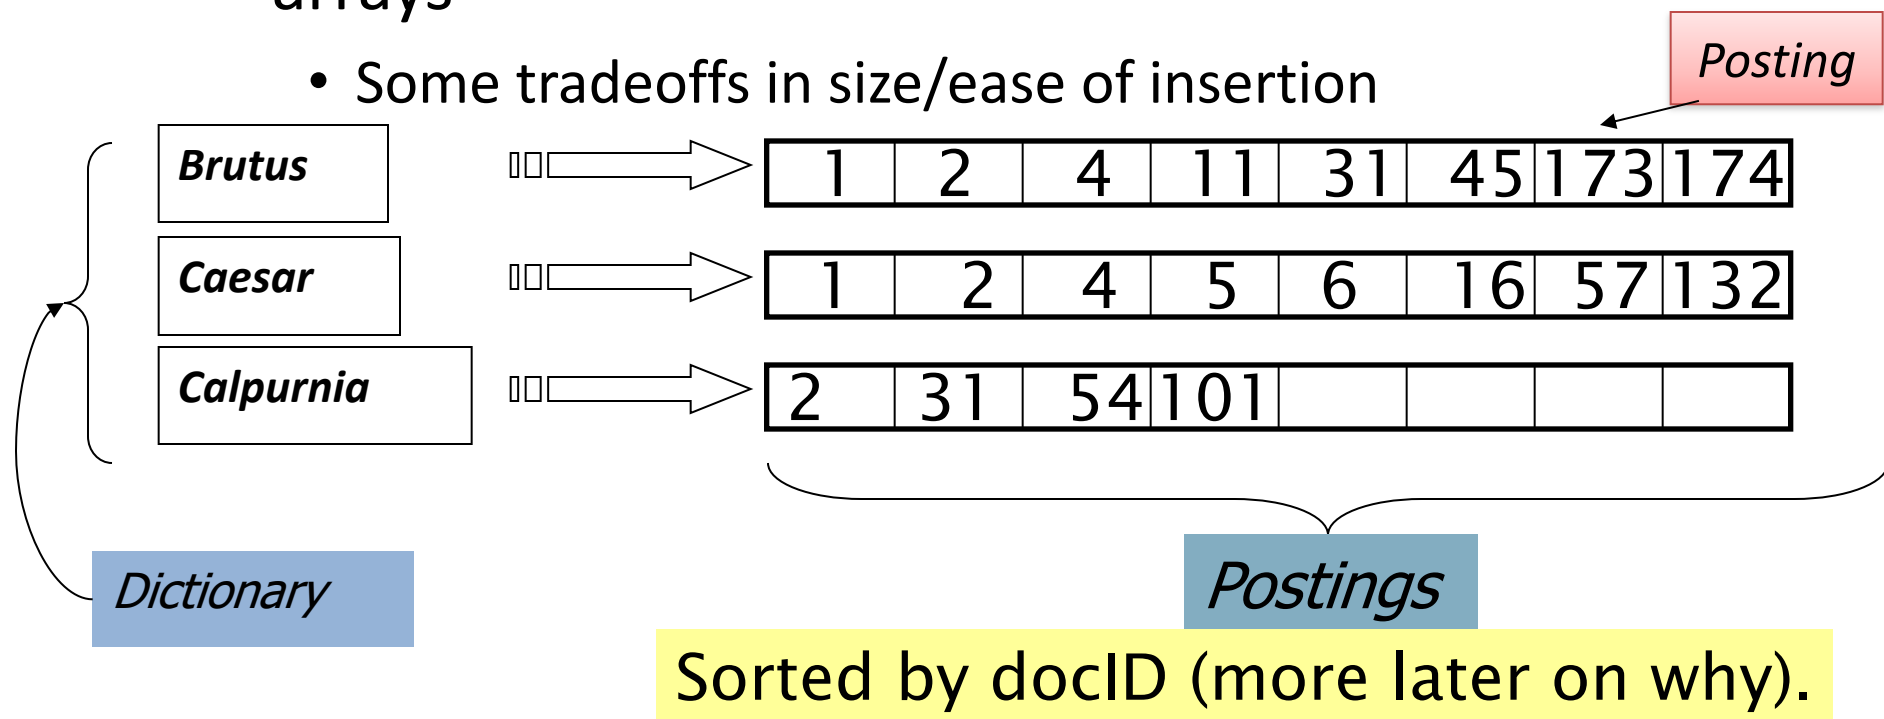 arrays
• Some tradeoffs in size/ease of insertion
Posting
Brutus 1 2 4 11 31 45 173 174
Caesar 1 2 4 5 6 16 57 132
Calpurnia 2 31 54 101
Dictionary
Postings
Sorted by docID (more later on why).